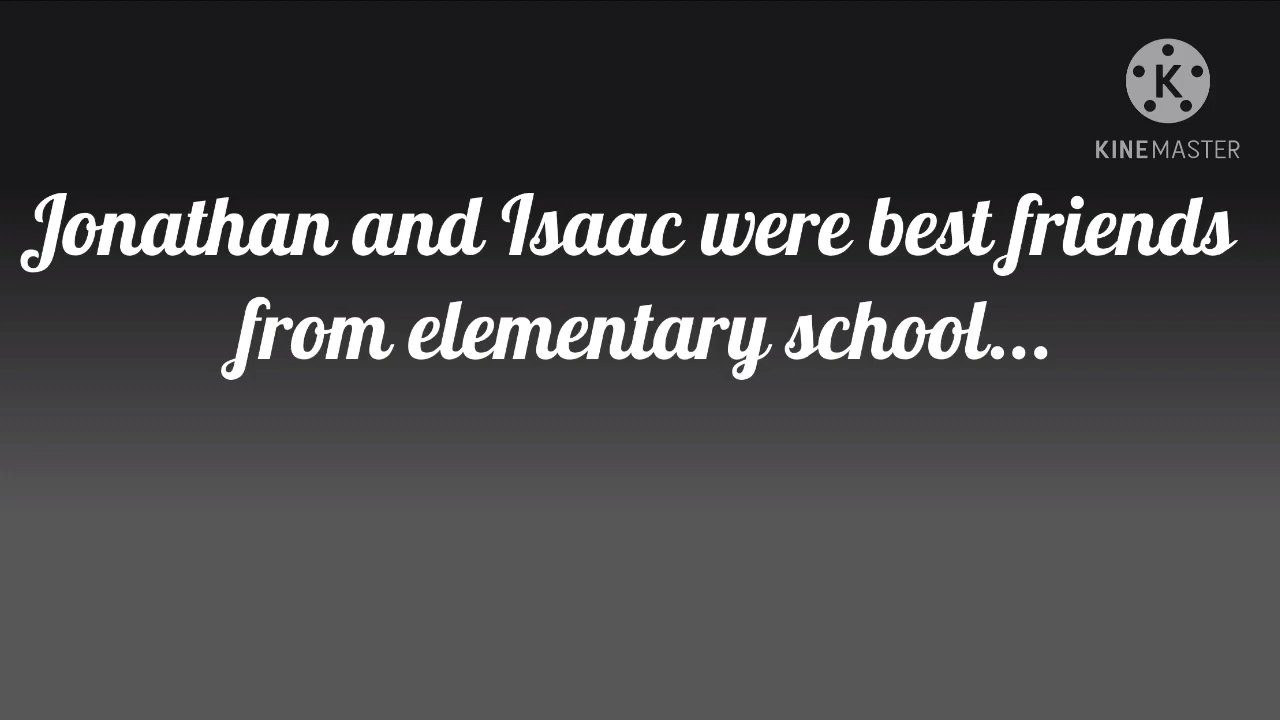 K
KINEMASTER
Jonathan and Isaac were best friends
from elementary school...